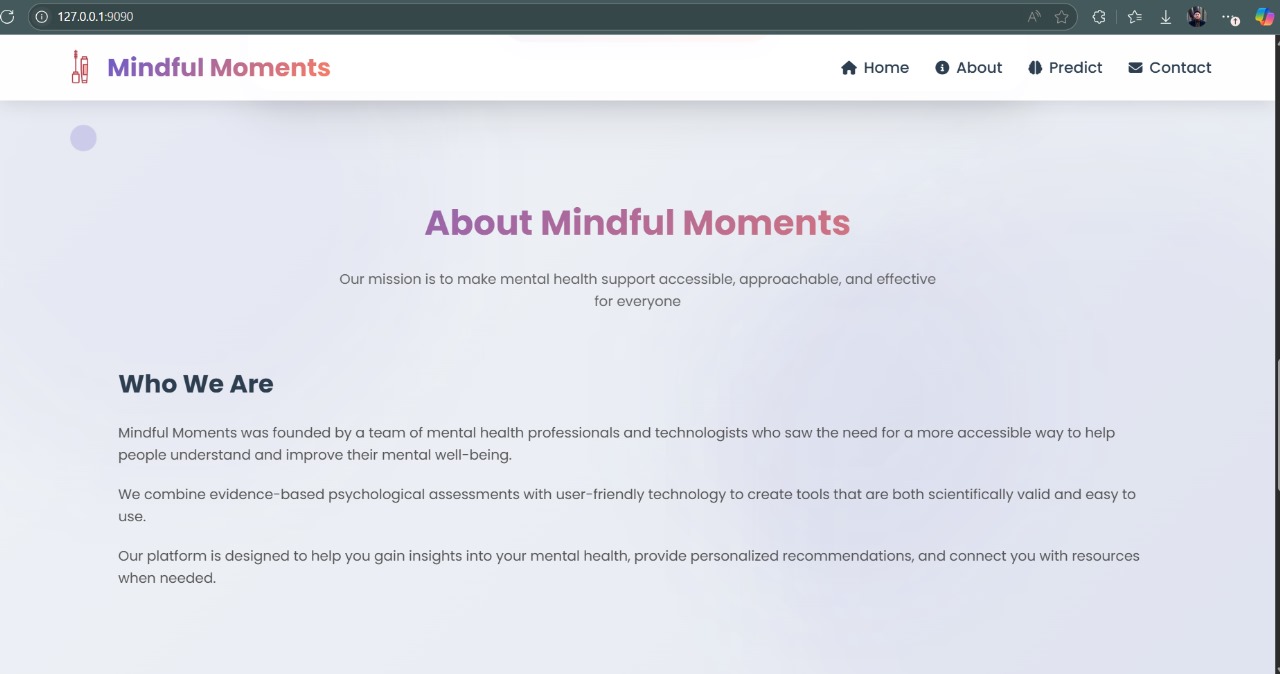 127.0.0.1:9090
Mindful Moments
Home
About
Predict
Contact
About Mindful Moments
Our mission is to make mental health support accessible, approachable, and effective
for everyone
Who We Are
Mindful Moments was founded by a team of mental health professionals and technologists who saw the need for a more accessible way to help
people understand and improve their mental well-being.
We combine evidence-based psychological assessments with user-friendly technology to create tools that are both scientifically valid and easy to
use.
Our platform is designed to help you gain insights into your mental health, provide personalized recommendations, and connect you with resources
when needed.